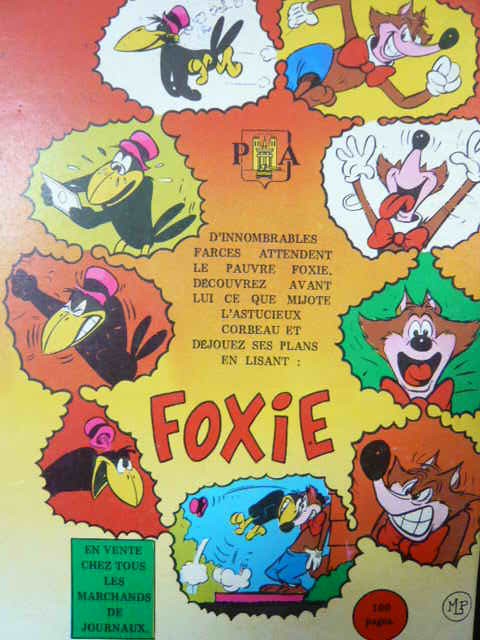 P A
D'INNOMBRABLES
FARCES ATTENDENT
LE PAUVRE FOXIE.
DECOUVREZ AVANT
LUI CE QUE MIJOTE
L'ASTUCIEUX
CORBEAU ET
DEJOUEZ SES PLANS
EN LISANT :
FOXIE
EN VENTE
CHEZ TOUS
LES
MARCHANDS
DE
JOURNAUX.
100
pages.
MP